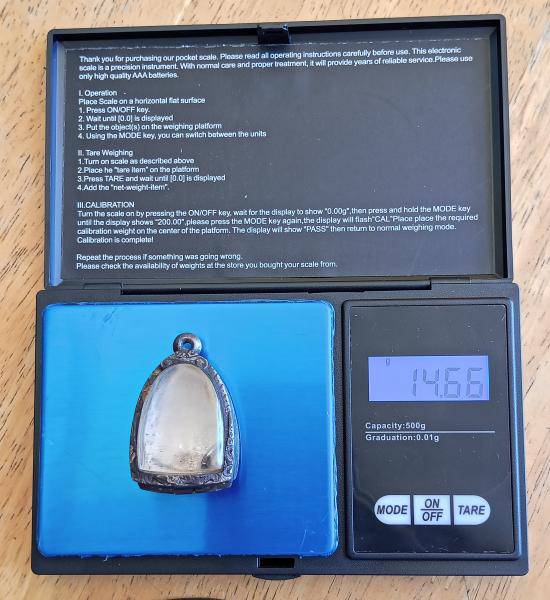 Thank you for purchasing our pocket scale. Please read all operating instructions carefully before use. This electronic
scale is a precision instrument. With normal care and proper treatment, it will provide years of reliable service.Please use
only high quality AAA batteries.
I. Operation
Place Scale on a horizontal flat surface
1. Press ON/OFF key.
2. Wait until [0.0] is displayed
3. Put the object(s) on the weighing platform
4. Using the MODE key, you can switch between the units
II. Tare Weighing
1.Turn on scale as described above
2.Place he "tare item" on the platform
3.Press TARE and wait until [0.0] is displayed
4.Add the "net-weight-item".
III.CALIBRATION
Turn the scale on by pressing the ON/OFF key, wait for the display to show "0.00g",then press and hold the MODE key
until the display shows "200.00",please press the MODE key again,the display will flash"CAL"Place place the required
calibration weight on the center of the platform. The display will show "PASS" then return to normal weighing mode.
Calibration is complete!
Repeat the process if something was going wrong.
Please check the availability of weights at the store you bought your scale from.
g
14.66
Capacity:500g
Graduation:0.01g
MODE ON/OFF TARE